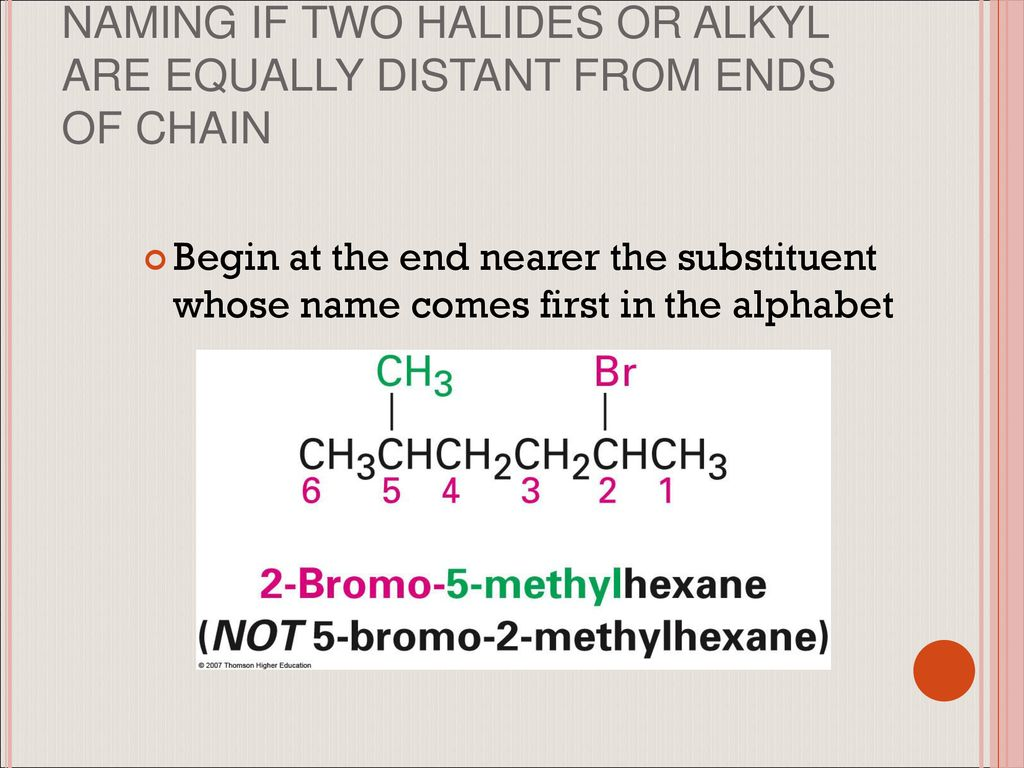 NAMING IF TWO HALIDES OR ALKYL
ARE EQUALLY DISTANT FROM ENDS
OF CHAIN
Begin at the end nearer the substituent
whose name comes first in the alphabet
CH₃ Br
CH₃CHCH₂CH₂CHCH₃
6 5 4 3 2 1
2-Bromo-5-methylhexane
(NOT 5-bromo-2-methylhexane)
© 2007 Thomson Higher Education